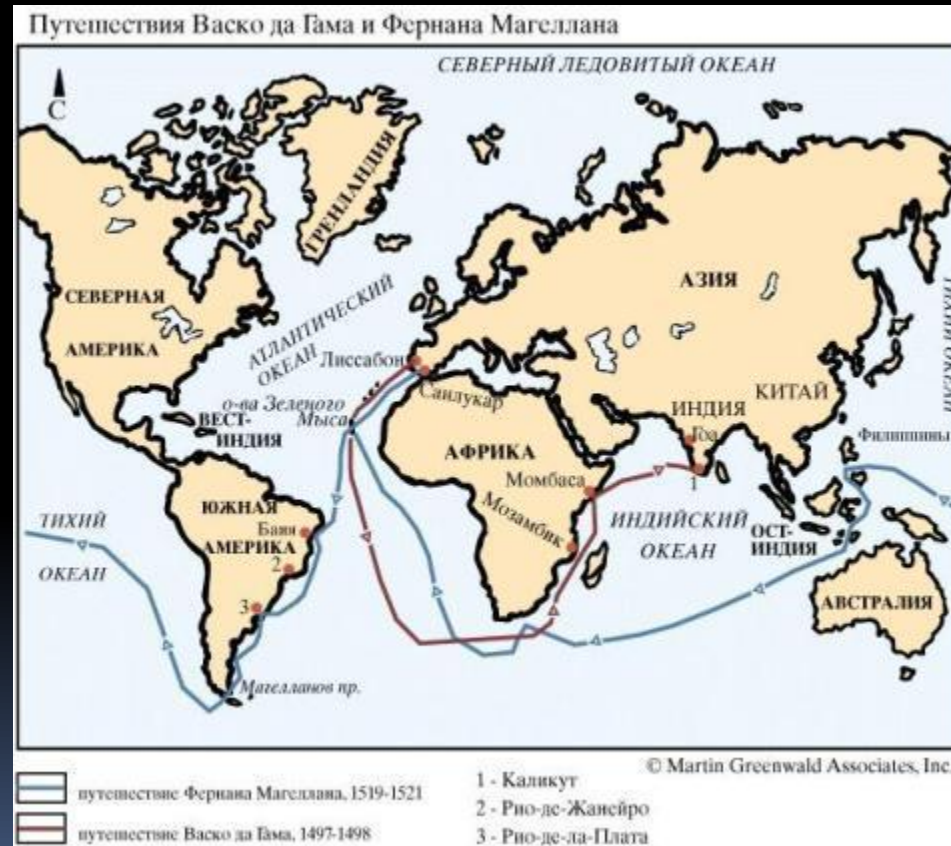 Путешествия Васко да Гама и Фернана Магеллана
СЕВЕРНЫЙ ЛЕДОВИТЫЙ ОКЕАН
С
ГРЕНЛАНДИЯ
АЗИЯ
СЕВЕРНАЯ
АМЕРИКА
АТЛАНТИЧЕСКИЙ
ОКЕАН
Лиссабон
Санлукар
КИТАЙ
о-ва Зеленого
Мыса
ВЕСТ-
ИНДИЯ
ИНДИЯ
Гоа
Филиппины
АФРИКА
1
Момбаса
ЮЖНАЯ
АМЕРИКА
Баия
2
3
Мозамбик
ИНДИЙСКИЙ
ОКЕАН
ОСТ-
ИНДИЯ
ТИХИЙ
ОКЕАН
АВСТРАЛИЯ
Магелланов пр.
© Martin Greenwald Associates, Inc
путешествие Фернана Магеллана, 1519-1521
путешествие Васко да Гама, 1497-1498
1 - Каликут
2 - Рио-де-Жанейро
3 - Рио-де-ла-Плата